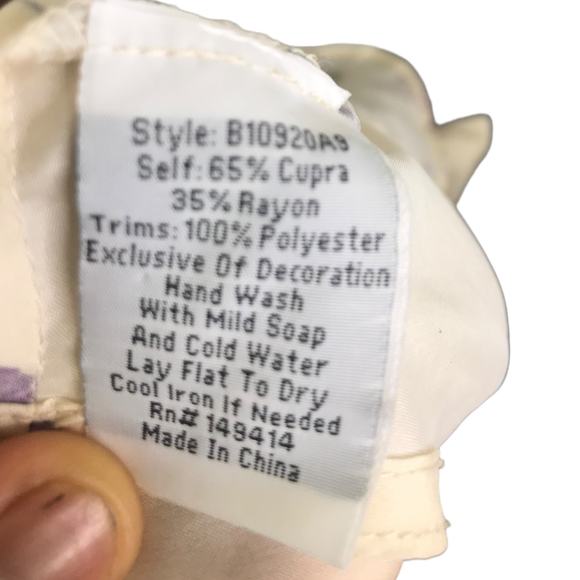 Style: B10920A9
Self: 65% Cupra
35% Rayon
Trims: 100% Polyester
Exclusive Of Decoration
Hand Wash
With Mild Soap
And Cold Water
Lay Flat To Dry
Cool Iron If Needed
Rn# 149414
Made In China